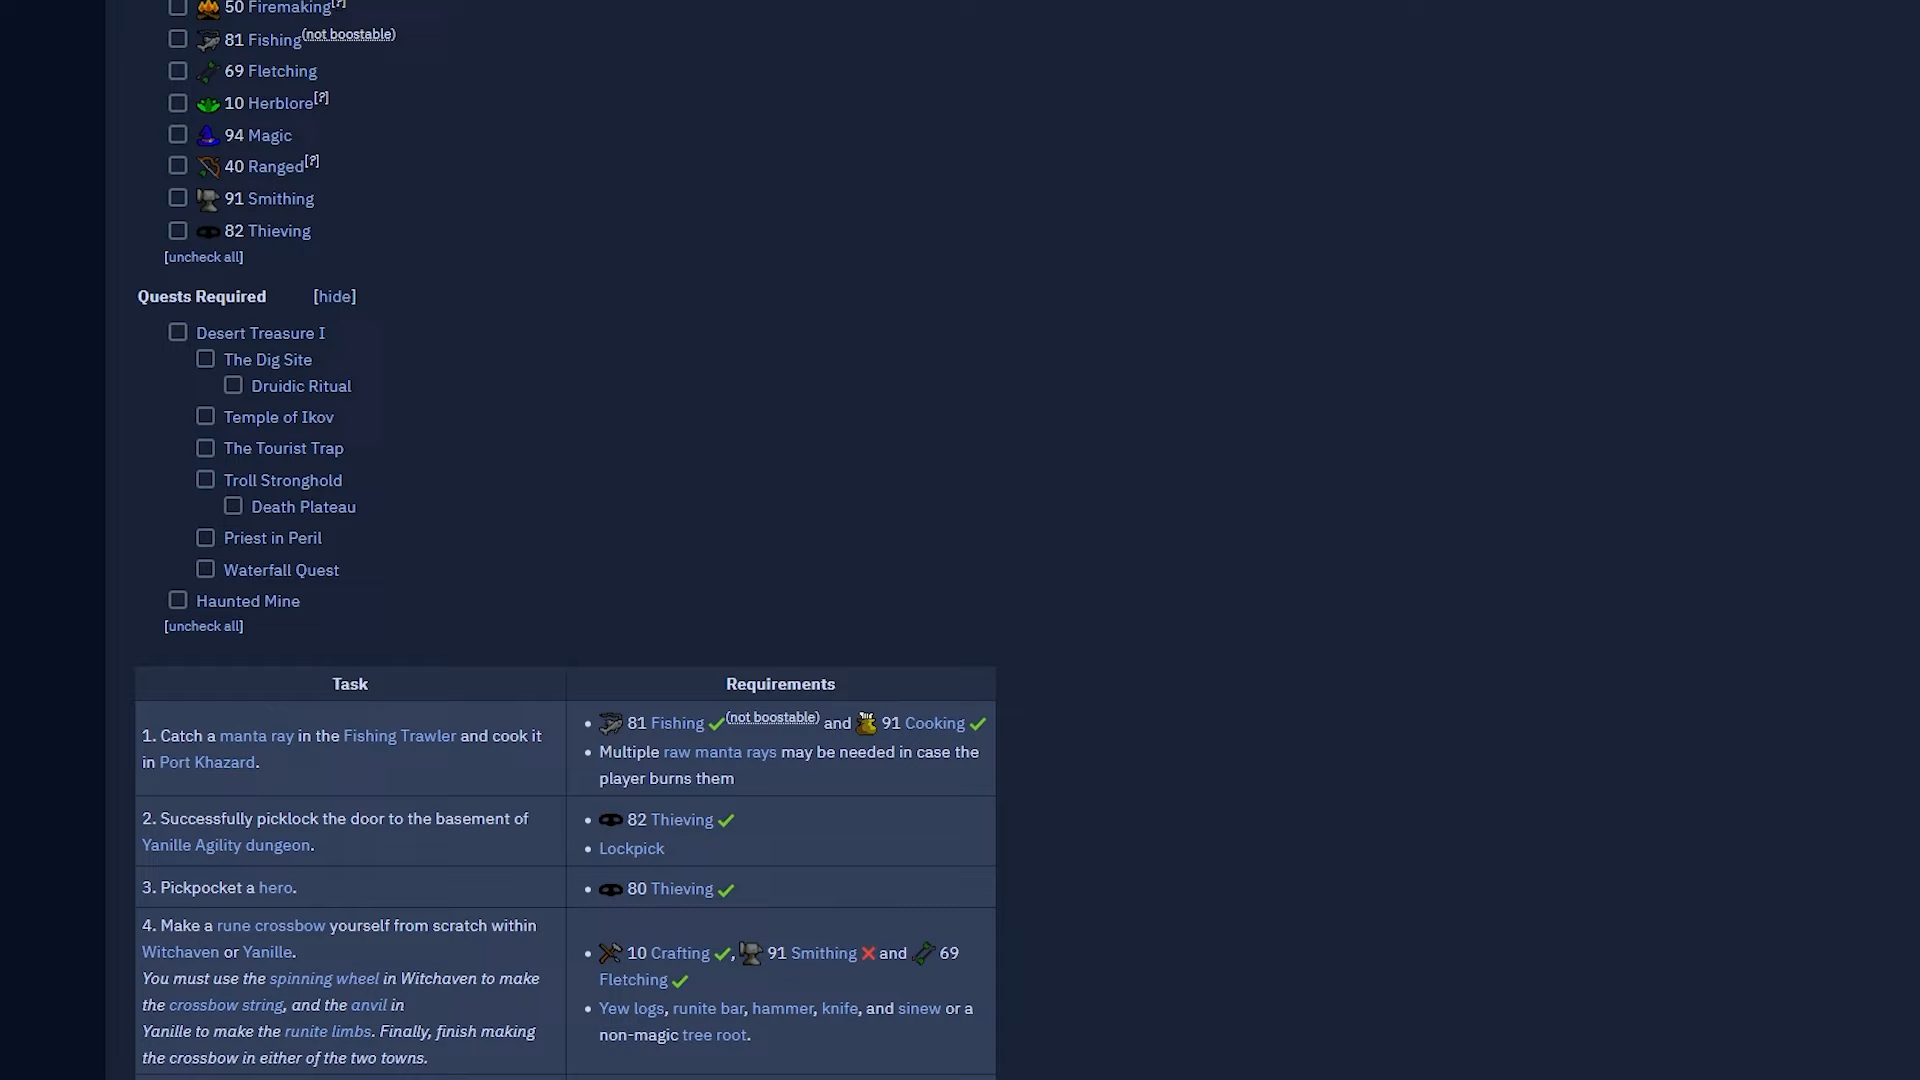 50 Firemaking[?]
81 Fishing(not boostable)
69 Fletching
10 Herblore[?]
94 Magic
40 Ranged[?]
91 Smithing
82 Thieving
[uncheck all]
Quests Required [hide]
Desert Treasure I
The Dig Site
Druidic Ritual
Temple of Ikov
The Tourist Trap
Troll Stronghold
Death Plateau
Priest in Peril
Waterfall Quest
Haunted Mine
[uncheck all]
Task Requirements
1. Catch a manta ray in the Fishing Trawler and cook it
in Port Khazard.
• 81 Fishing ✓(not boostable) and 91 Cooking ✓
• Multiple raw manta rays may be needed in case the
player burns them
2. Successfully picklock the door to the basement of
Yanille Agility dungeon.
• 82 Thieving ✓
• Lockpick
3. Pickpocket a hero.
• 80 Thieving ✓
4. Make a rune crossbow yourself from scratch within
Witchaven or Yanille.
You must use the spinning wheel in Witchaven to make
the crossbow string, and the anvil in
Yanille to make the runite limbs. Finally, finish making
the crossbow in either of the two towns.
• 10 Crafting ✓, 91 Smithing ✗ and 69
Fletching ✓
• Yew logs, runite bar, hammer, knife, and sinew or a
non-magic tree root.